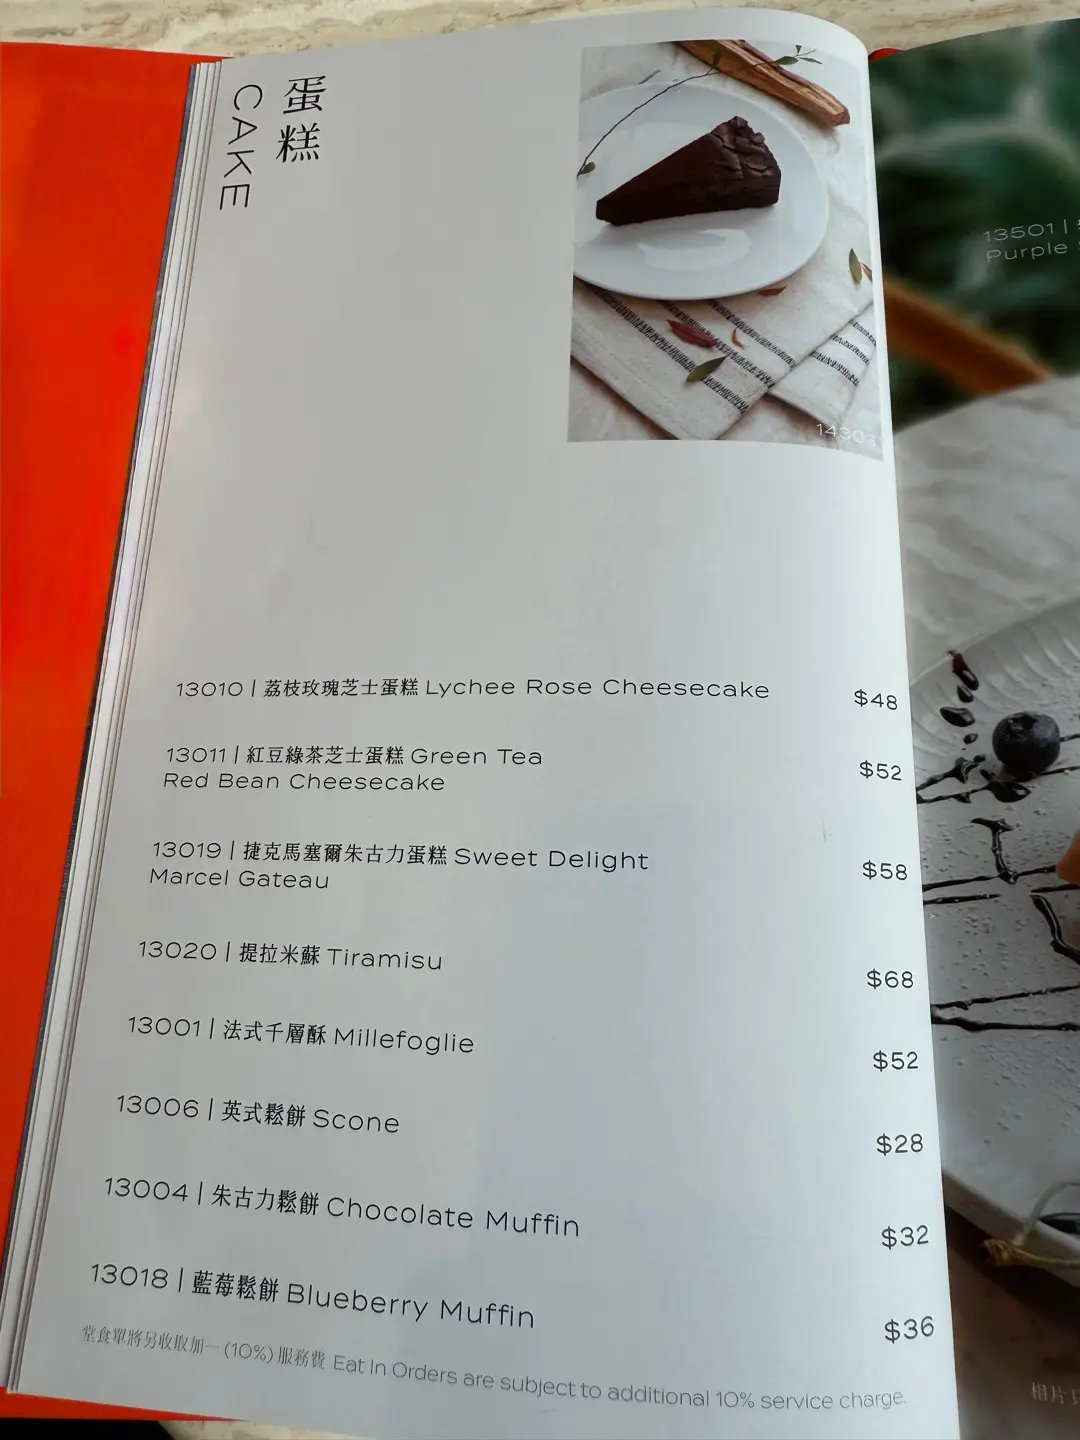 蛋糕
CAKE
13501 |
Purple
13010 | 荔枝玫瑰芝士蛋糕 Lychee Rose Cheesecake $48
13011 | 紅豆綠茶芝士蛋糕 Green Tea
Red Bean Cheesecake $52
13019 | 捷克馬塞爾朱古力蛋糕 Sweet Delight
Marcel Gateau $58
13020 | 提拉米蘇 Tiramisu $68
13001 | 法式千層酥 Millefoglie $52
13006 | 英式鬆餅 Scone $28
13004 | 朱古力鬆餅 Chocolate Muffin $32
13018 | 藍莓鬆餅 Blueberry Muffin $36
堂食單將另收取加一 (10%) 服務費 Eat In Orders are subject to additional 10% service charge.
相片